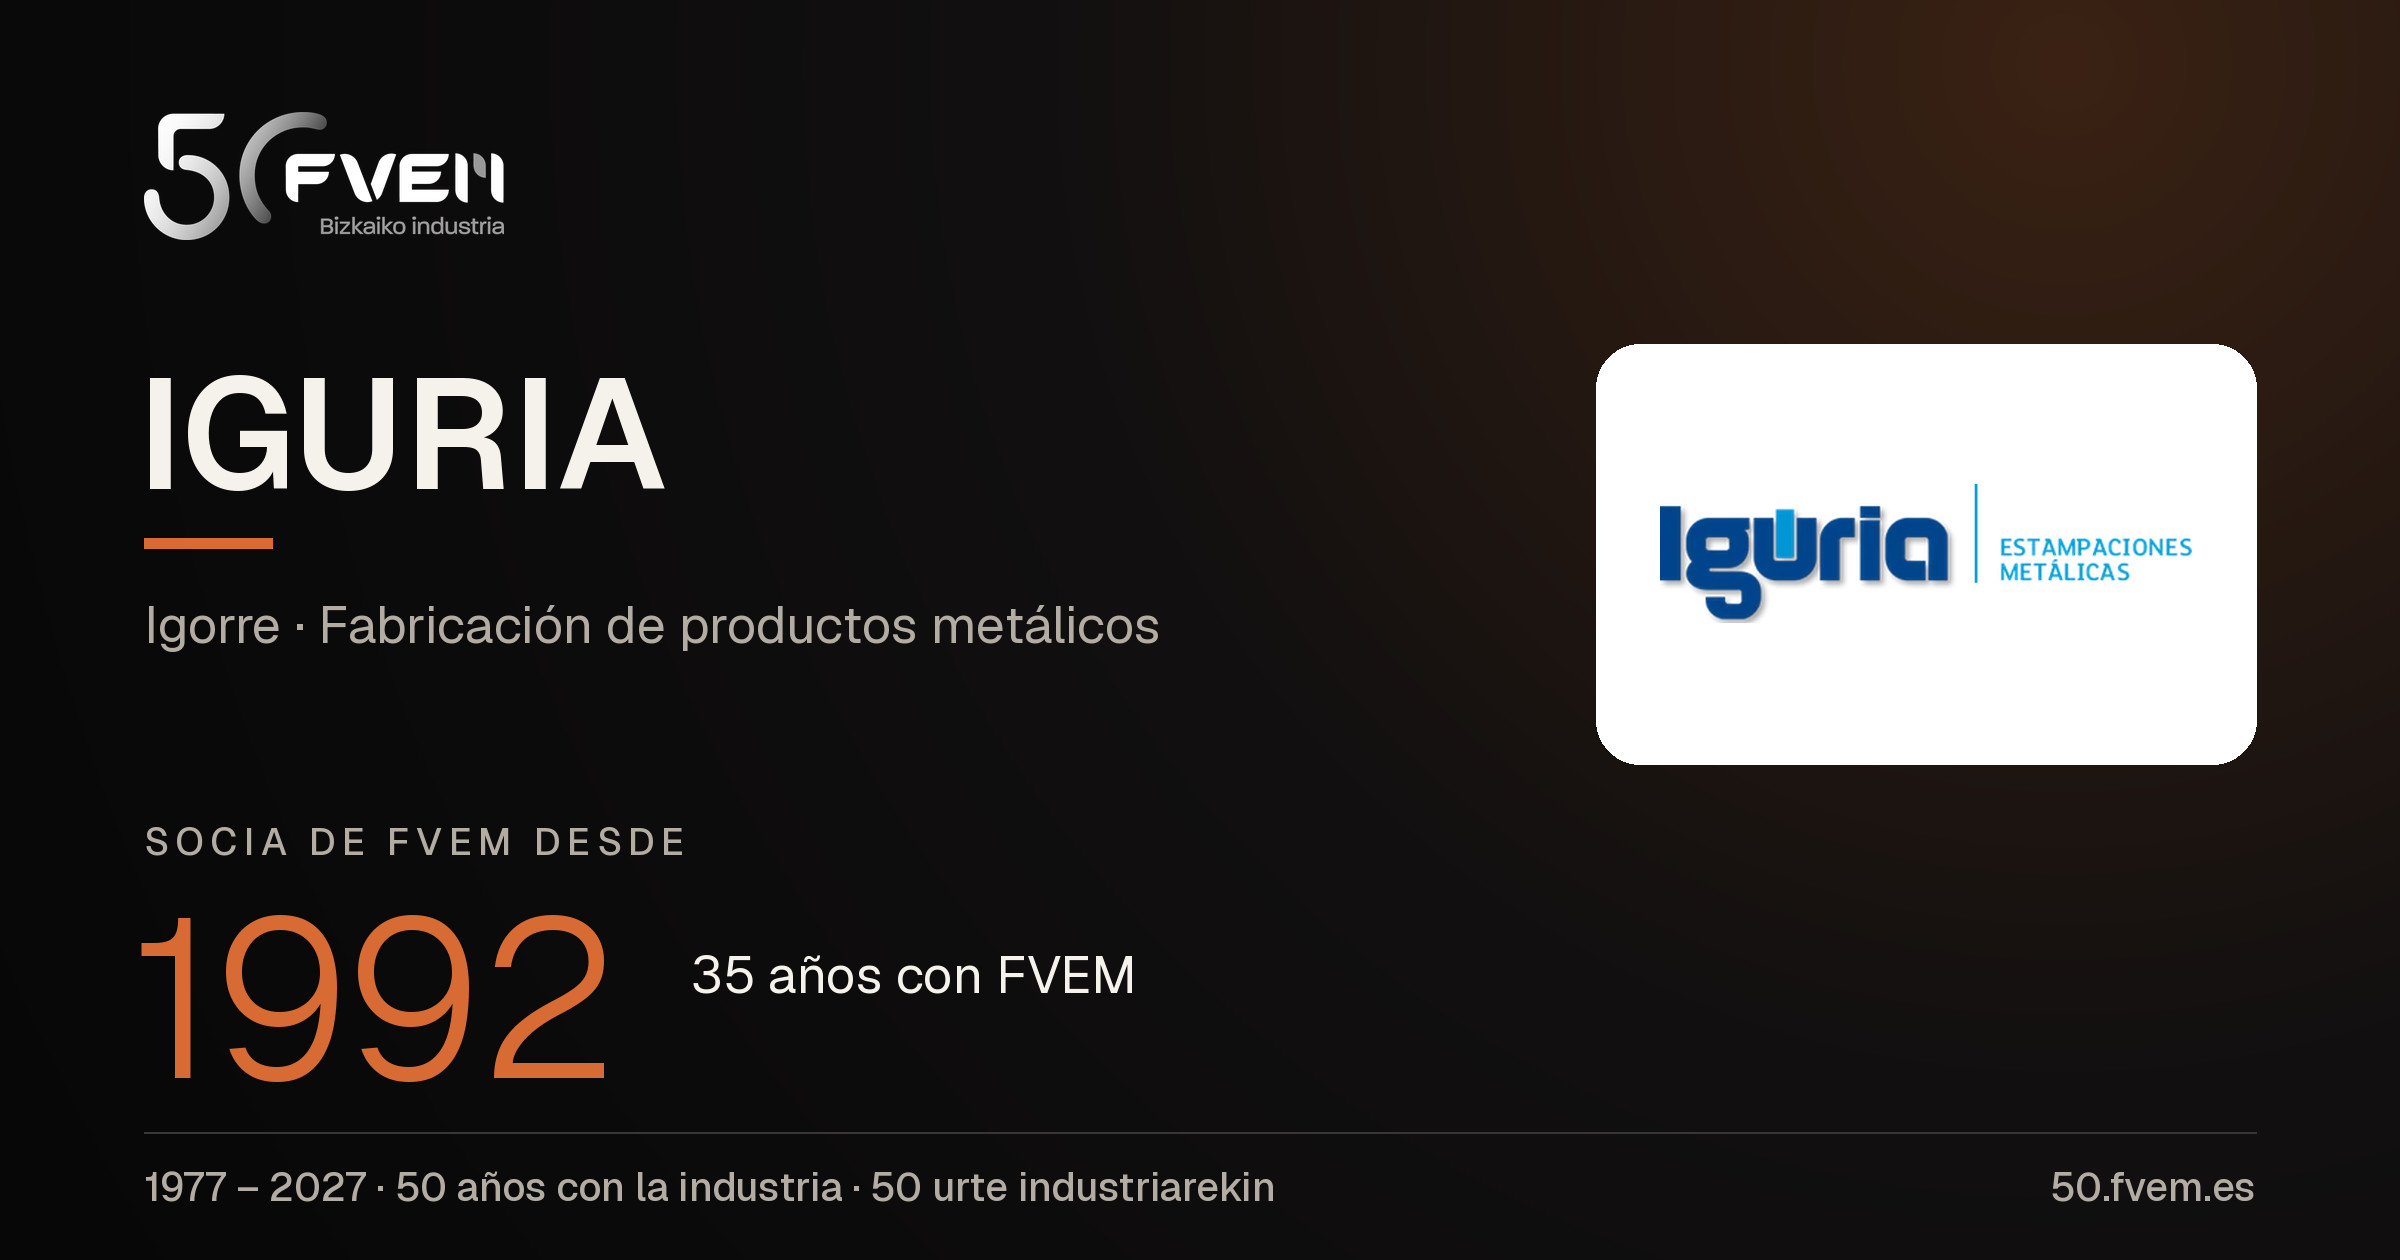 50 FVEM
Bizkaiko industria
IGURIA
Igorre · Fabricación de productos metálicos
Iguria
ESTAMPACIONES
METÁLICAS
SOCIA DE FVEM DESDE
1992
35 años con FVEM
1977 – 2027 · 50 años con la industria · 50 urte industriarekin
50.fvem.es